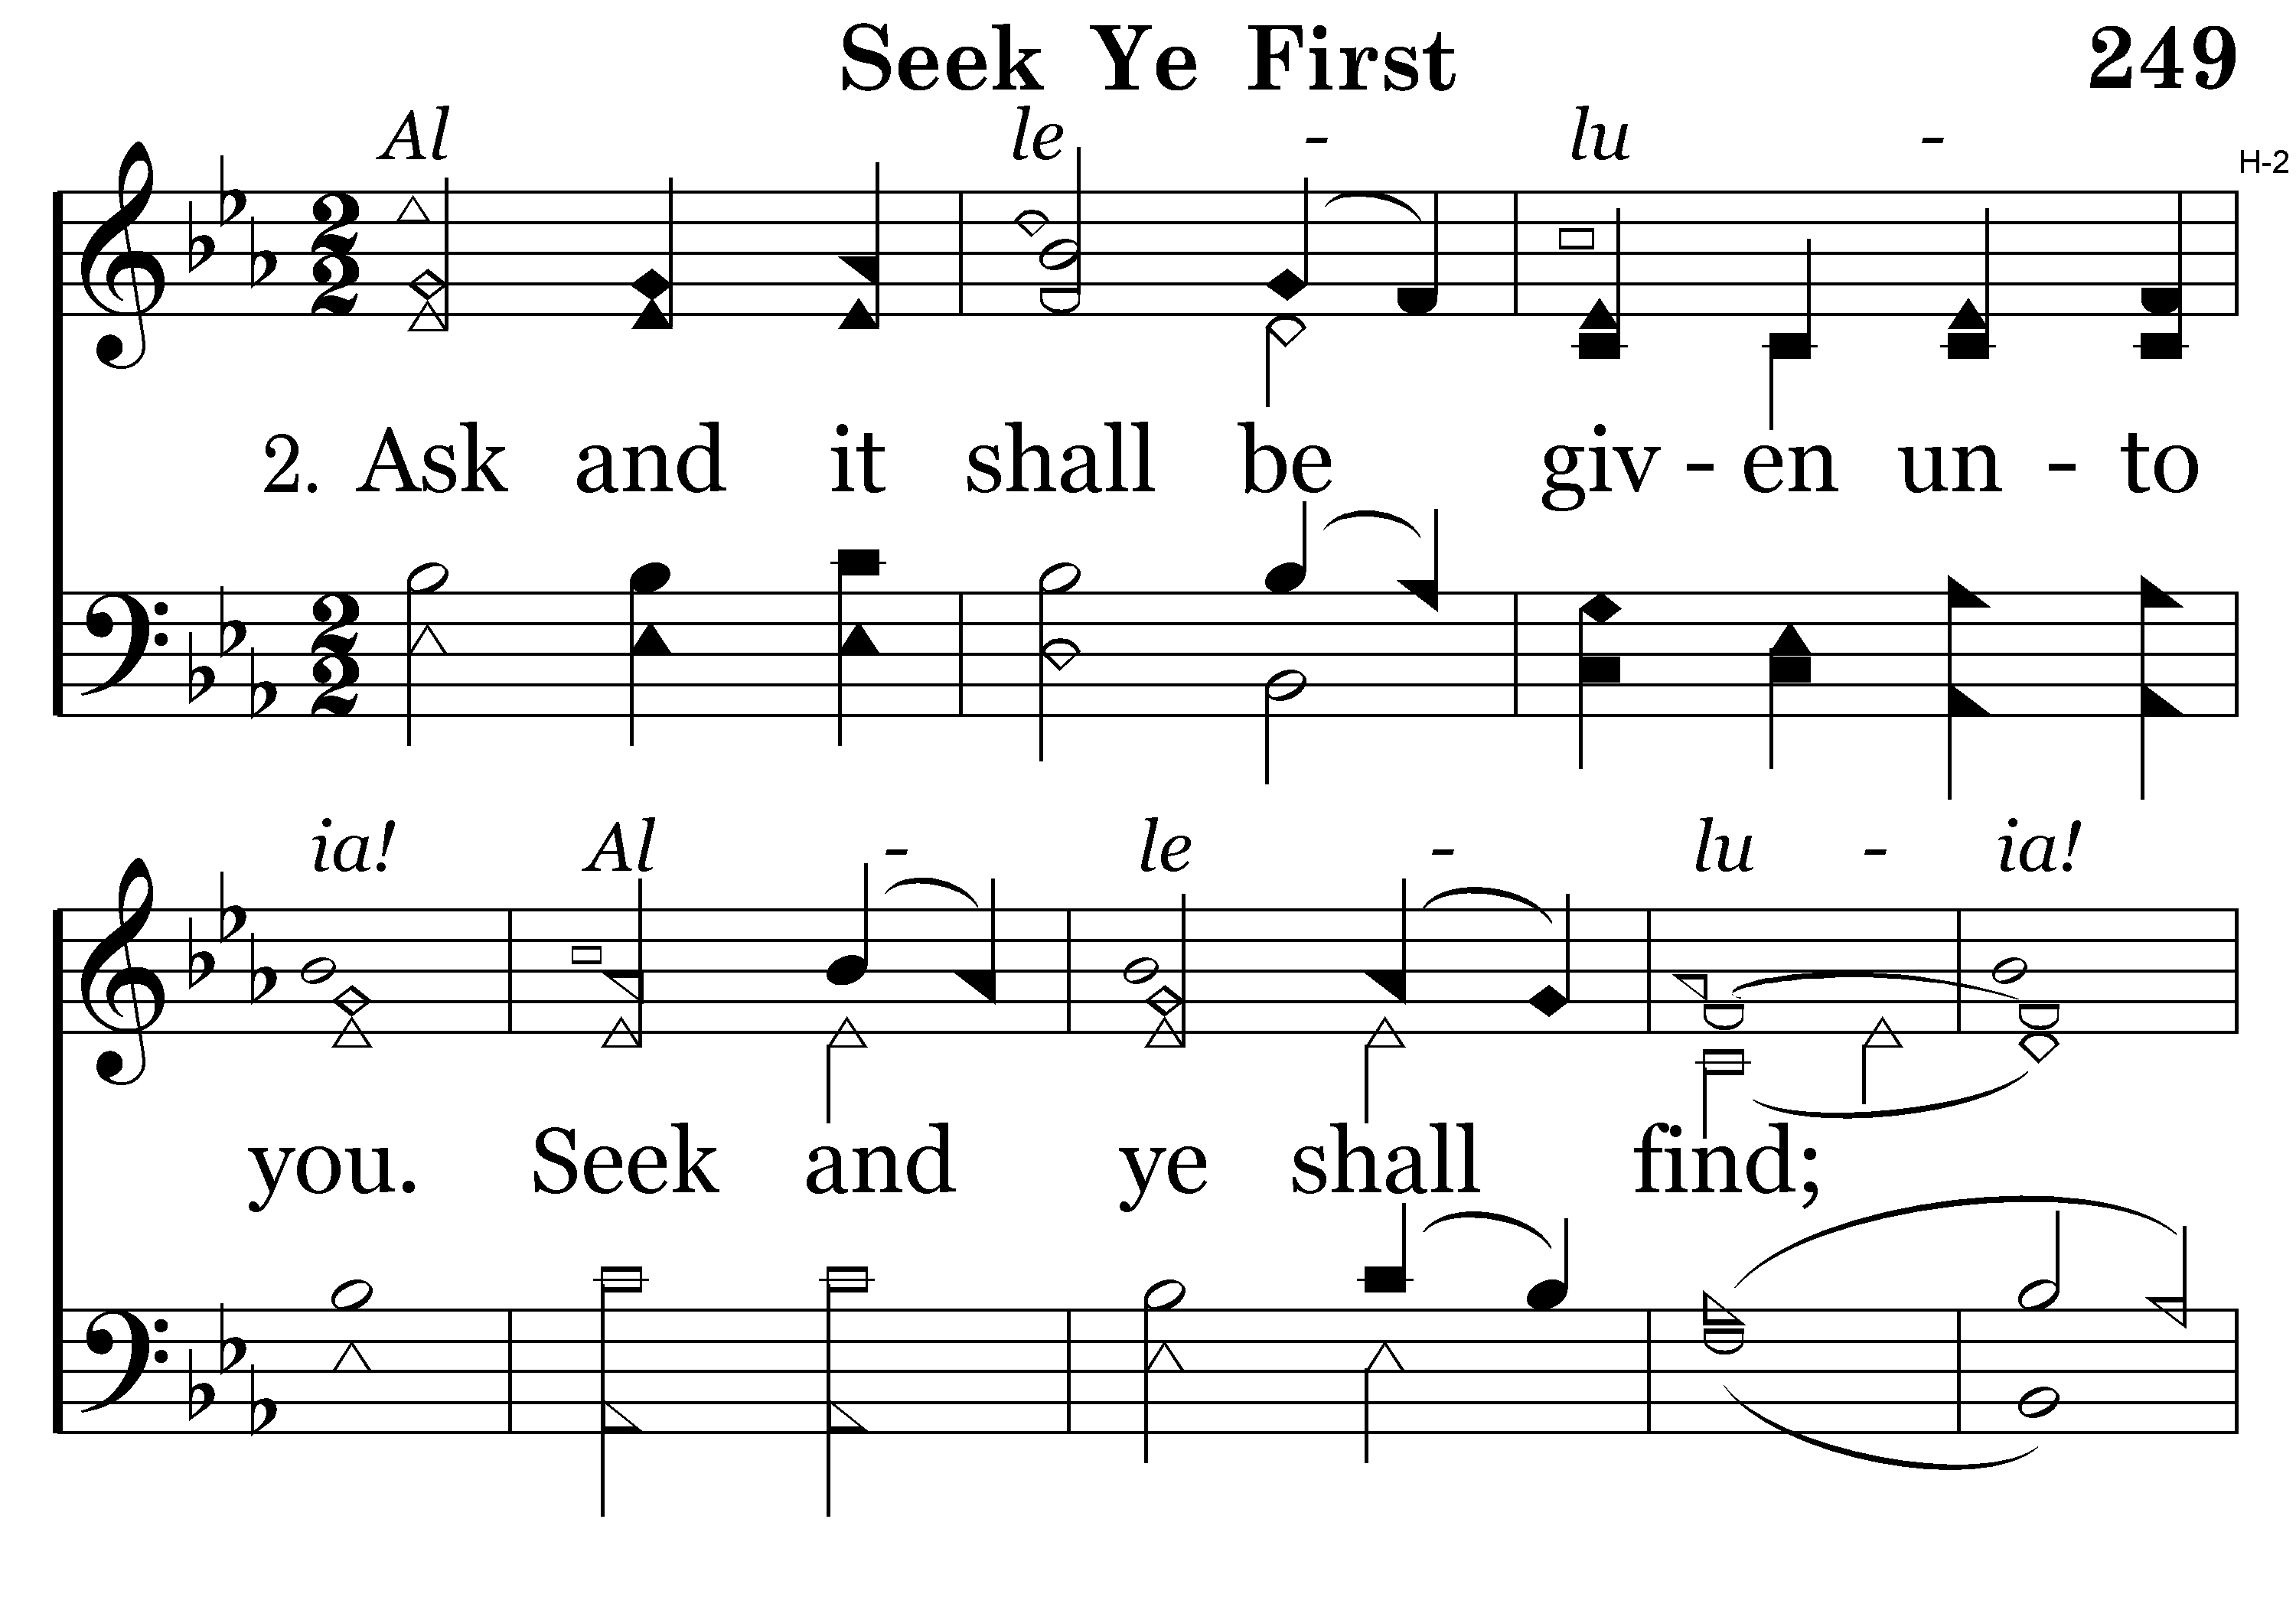 Seek Ye First 249
Al le - lu -
H-2
2. Ask and it shall be giv - en un - to
ia! Al - le - lu - ia!
you. Seek and ye shall find;